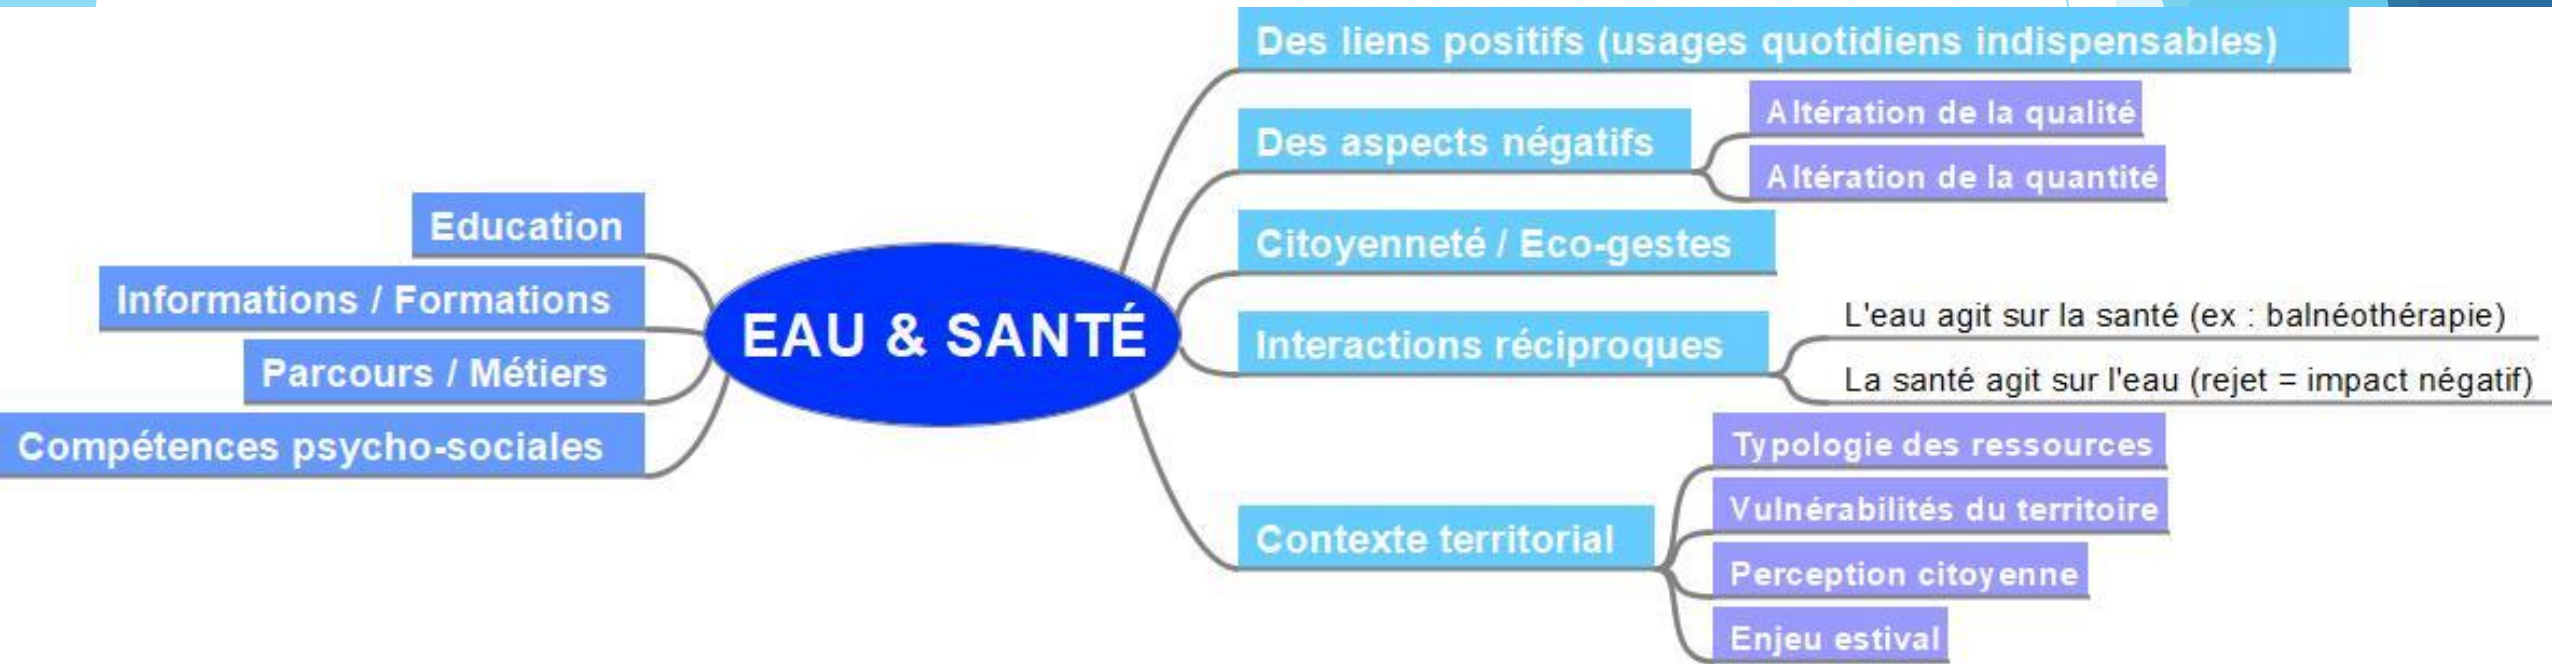 Des liens positifs (usages quotidiens indispensables)
Des aspects négatifs
Altération de la qualité
Altération de la quantité
Citoyenneté / Eco-gestes
Interactions réciproques
L'eau agit sur la santé (ex : balnéothérapie)
La santé agit sur l'eau (rejet = impact négatif)
Contexte territorial
Typologie des ressources
Vulnérabilités du territoire
Perception citoyenne
Enjeu estival
EAU & SANTÉ
Education
Informations / Formations
Parcours / Métiers
Compétences psycho-sociales